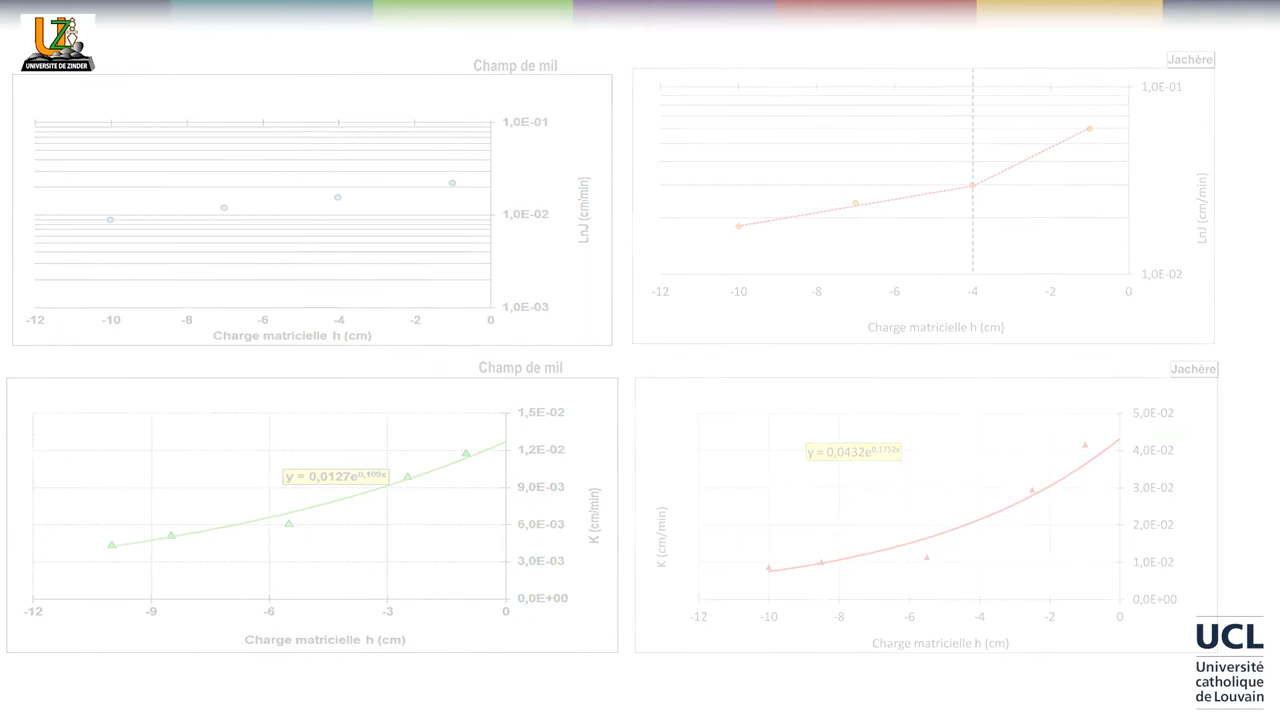 UZ
UNIVERSITE DE ZINDER
Champ de mil
1,0E-01
1,0E-02
1,0E-03
LnJ (cm/min)
-12 -10 -8 -6 -4 -2 0
Charge matricielle h (cm)
Jachère
1,0E-01
1,0E-02
LnJ (cm/min)
-12 -10 -8 -6 -4 -2 0
Charge matricielle h (cm)
Champ de mil
1,5E-02
1,2E-02
9,0E-03
6,0E-03
3,0E-03
0,0E+00
y = 0,0127e^0,109x
K (cm/min)
-12 -9 -6 -3 0
Charge matricielle h (cm)
Jachère
5,0E-02
4,0E-02
3,0E-02
2,0E-02
1,0E-02
0,0E+00
y = 0,0432e^0,1752x
K (cm/min)
-12 -10 -8 -6 -4 -2 0
Charge matricielle h (cm)
UCL
Université
catholique
de Louvain